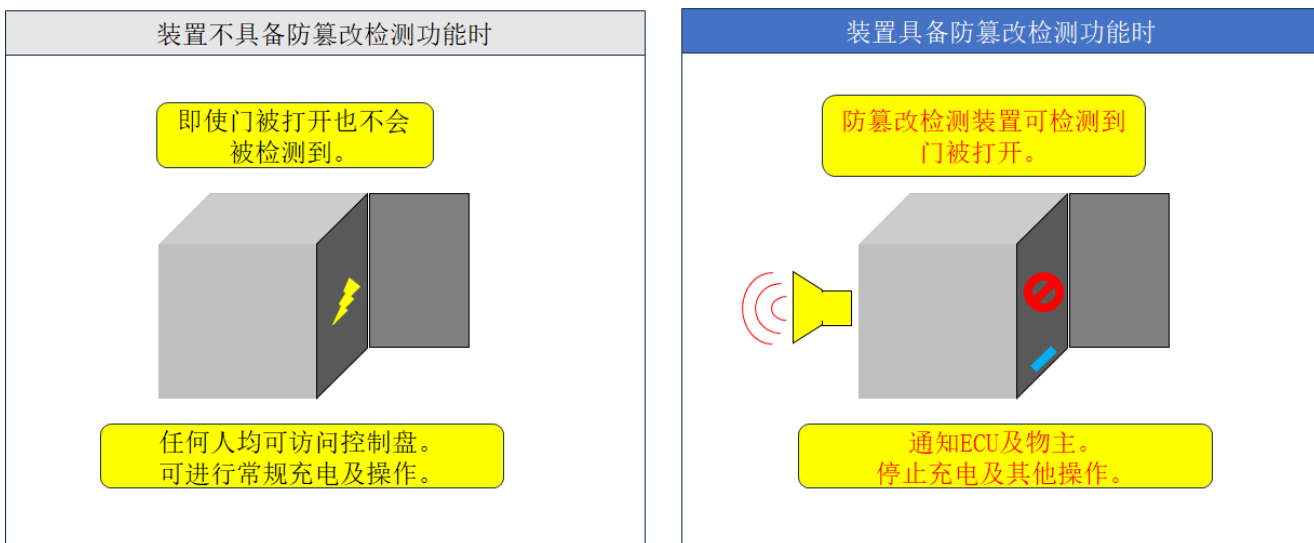 装置不具备防篡改检测功能时
即使门被打开也不会
被检测到。
任何人均可访问控制盘。
可进行常规充电及操作。
装置具备防篡改检测功能时
防篡改检测装置可检测到
门被打开。
通知ECU及物主。
停止充电及其他操作。